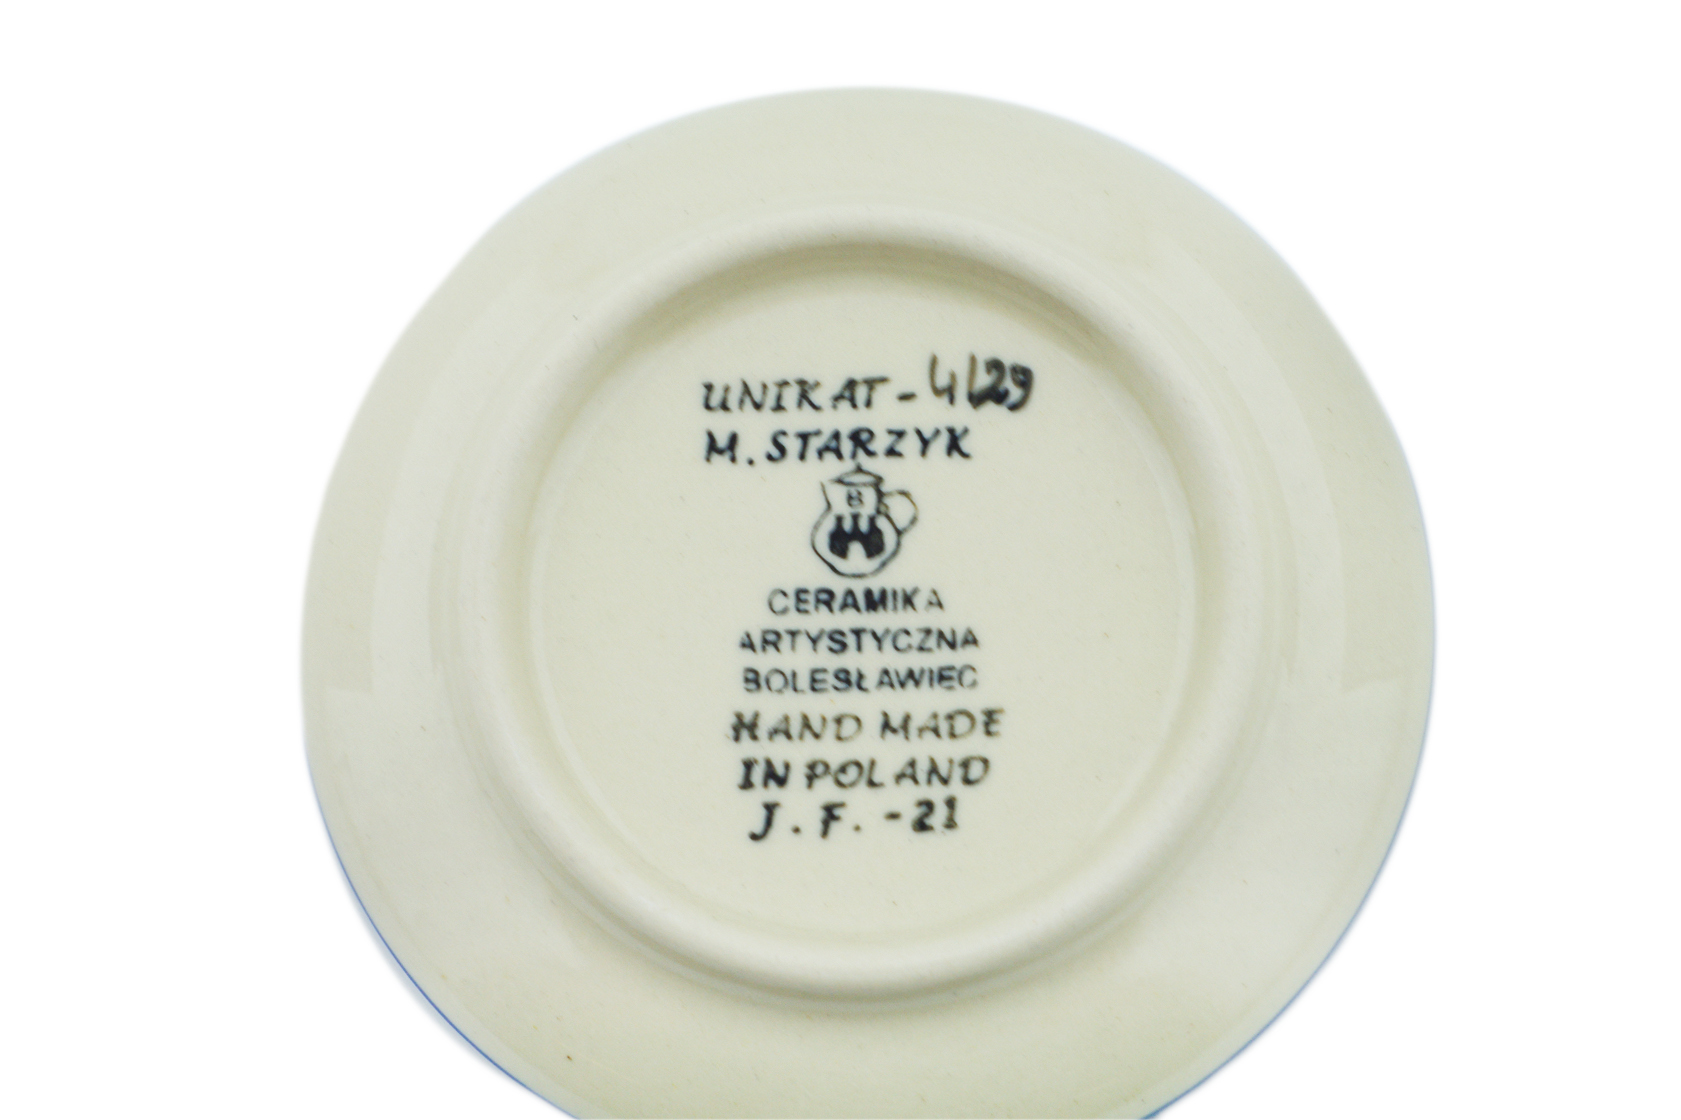 UNIKAT - 4129
M. STARZYK
B
CERAMIKA
ARTYSTYCZNA
BOLESŁAWIEC
HAND MADE
IN POLAND
J. F. - 21